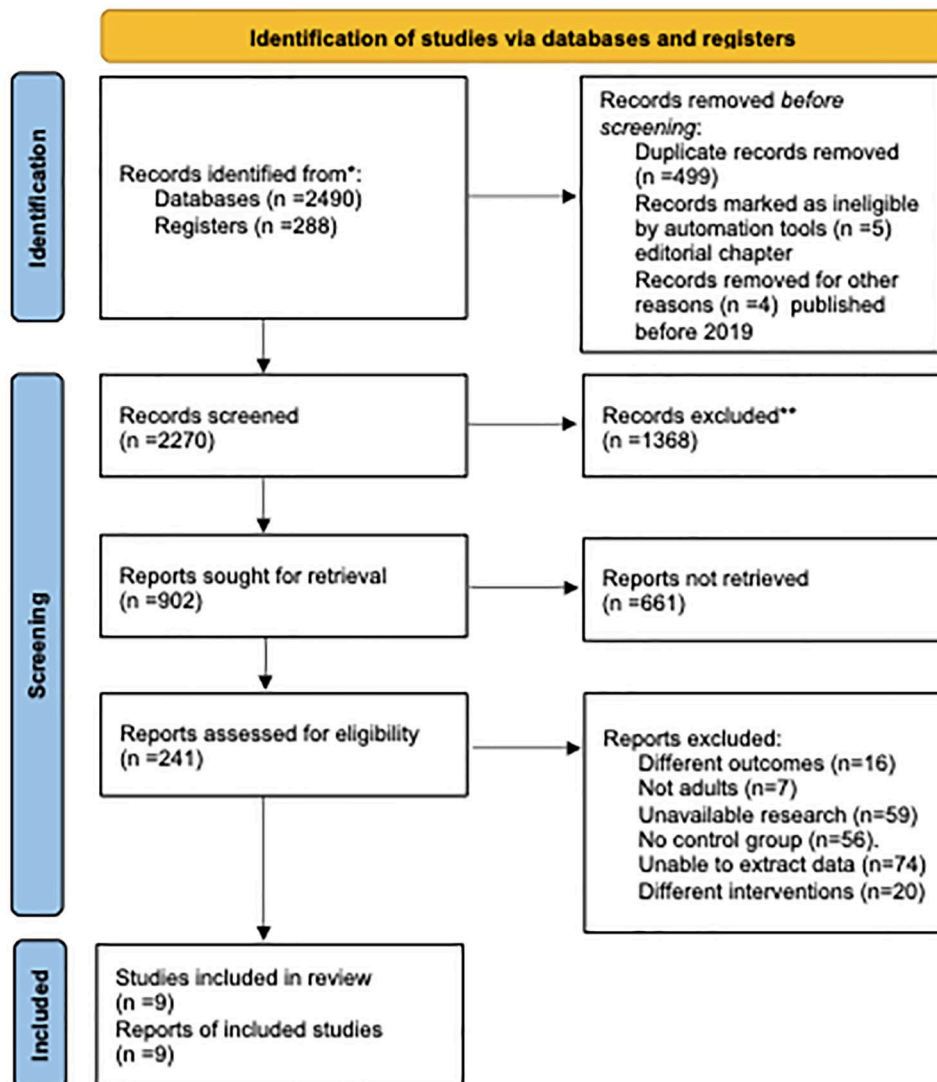 Identification of studies via databases and registers
Identification
Records identified from*:
Databases (n =2490)
Registers (n =288)
Records removed before
screening:
Duplicate records removed
(n =499)
Records marked as ineligible
by automation tools (n =5)
editorial chapter
Records removed for other
reasons (n =4)  published
before 2019
Screening
Records screened
(n =2270)
Records excluded**
(n =1368)
Reports sought for retrieval
(n =902)
Reports not retrieved
(n =661)
Reports assessed for eligibility
(n =241)
Reports excluded:
Different outcomes (n=16)
Not adults (n=7)
Unavailable research (n=59)
No control group (n=56).
Unable to extract data (n=74)
Different interventions (n=20)
Included
Studies included in review
(n =9)
Reports of included studies
(n =9)